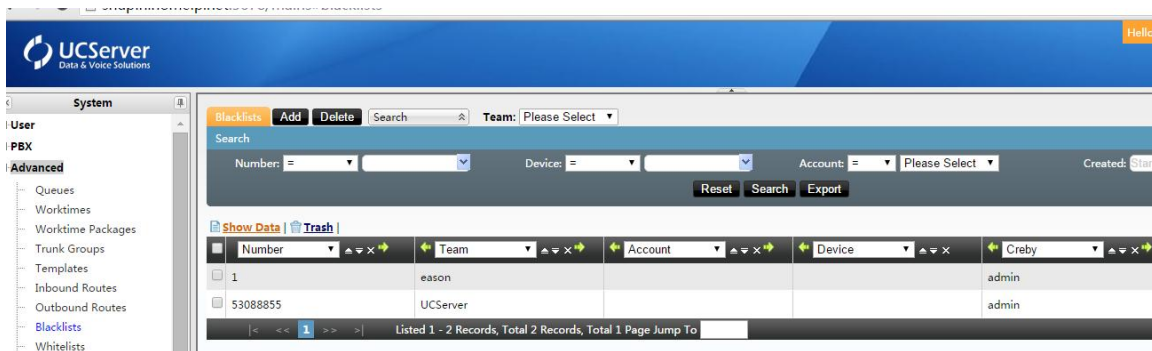 Hello
UCServer
Data & Voice Solutions
System
User
PBX
Advanced
Queues
Worktimes
Worktime Packages
Trunk Groups
Templates
Inbound Routes
Outbound Routes
Blacklists
Whitelists
Blacklists Add Delete Search Team: Please Select
Search
Number: = Device: = Account: = Please Select Created:
Reset Search Export
Show Data | Trash |
Number Team Account Device Creby
1 eason admin
53088855 UCServer admin
|< << 1 >> >| Listed 1 - 2 Records, Total 2 Records, Total 1 Page Jump To